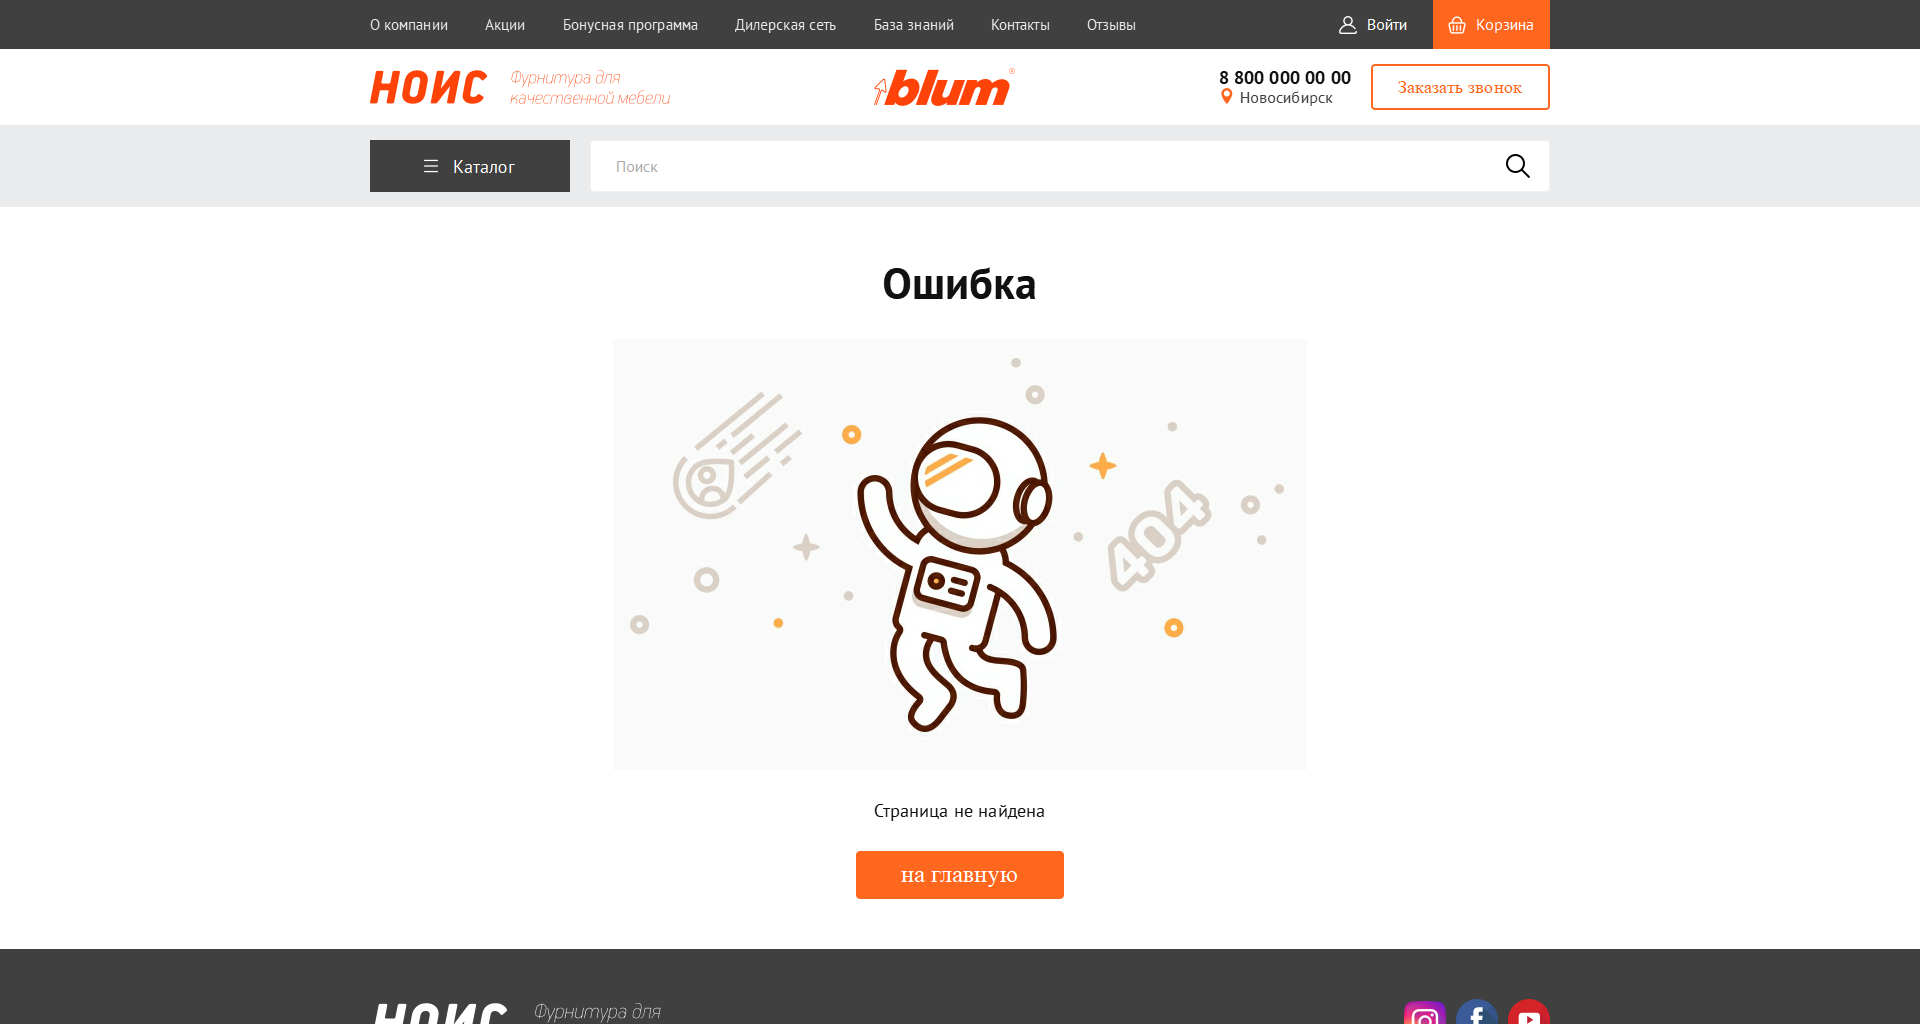 О компании Акции Бонусная программа Дилерская сеть База знаний Контакты Отзывы Войти Корзина
НОИС
Фурнитура для
качественной мебели
blum®
8 800 000 00 00
Новосибирск
Заказать звонок
Каталог
Поиск
Ошибка
404
Страница не найдена
на главную
НОИС
Фурнитура для